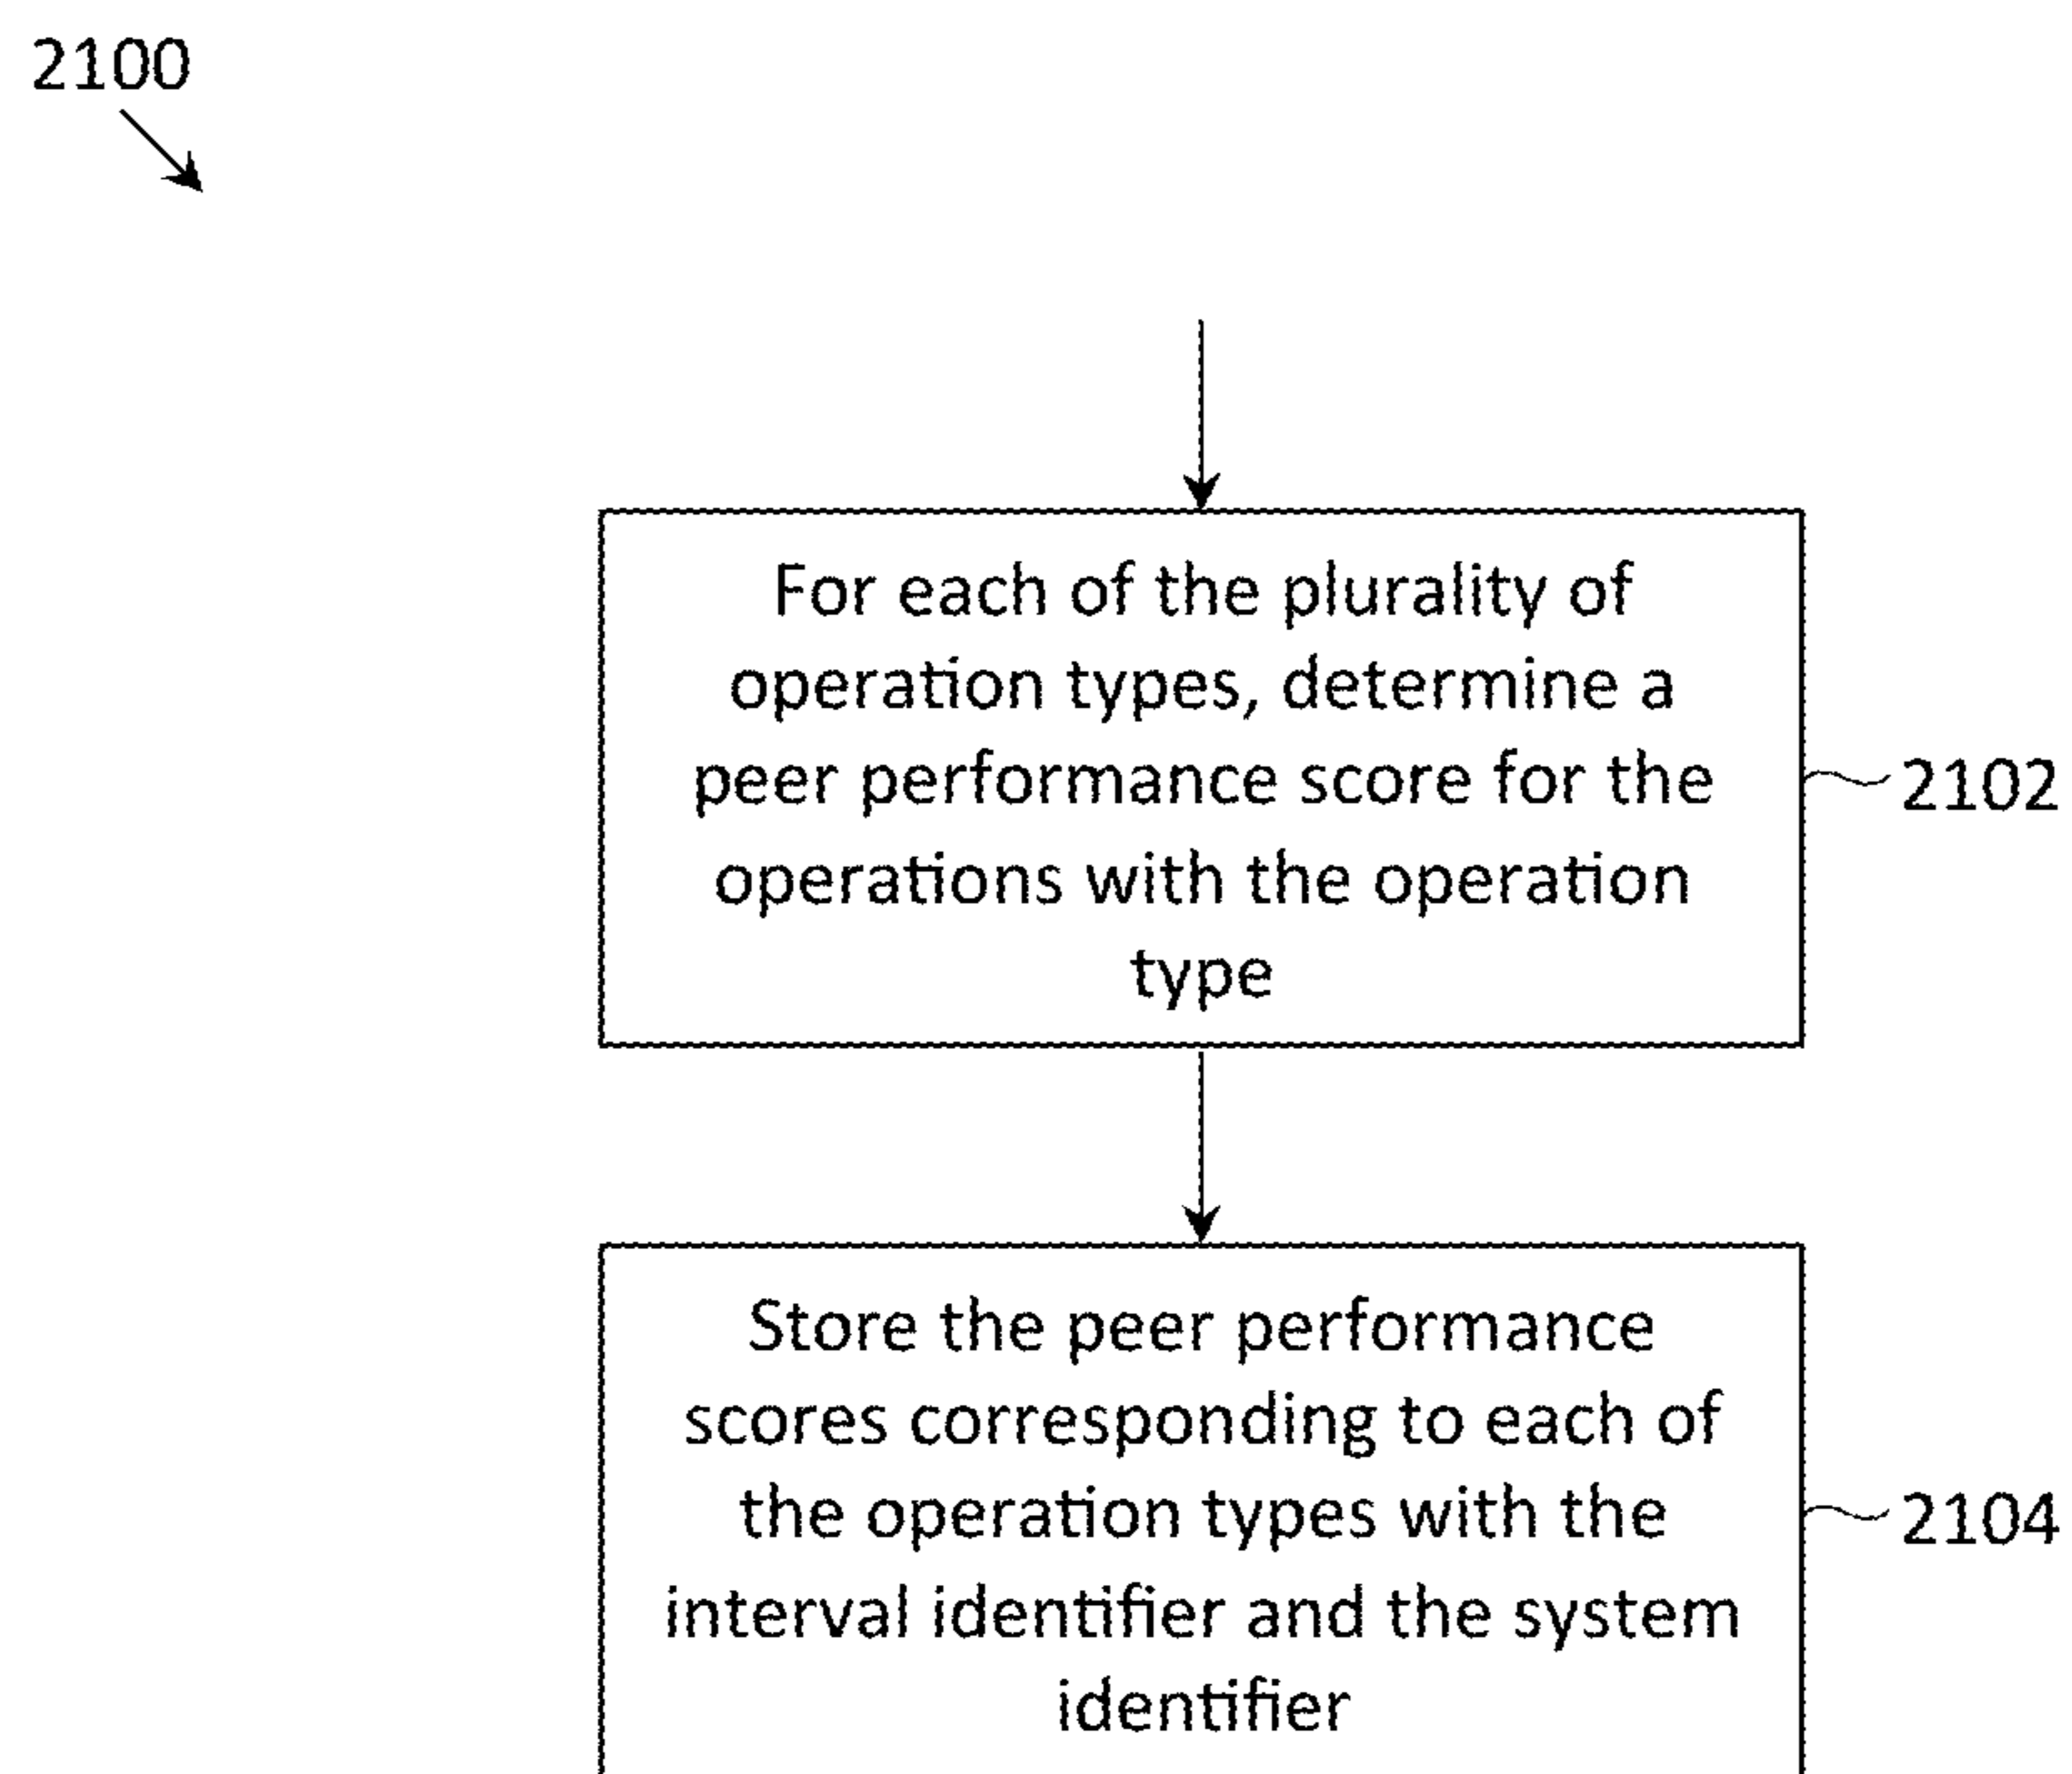 2100
For each of the plurality of
operation types, determine a
peer performance score for the
operations with the operation
type
2102
Store the peer performance
scores corresponding to each of
the operation types with the
interval identifier and the system
identifier
2104